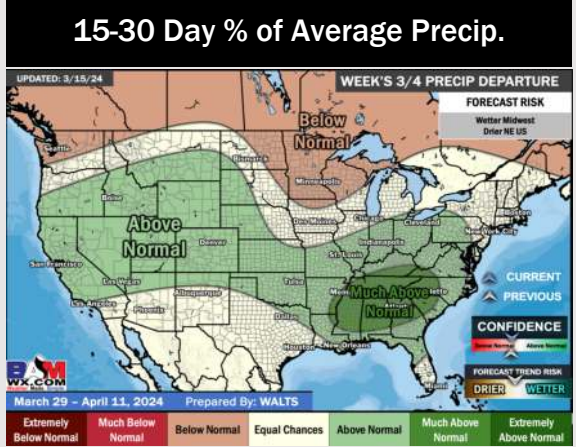 15-30 Day % of Average Precip.
UPDATED: 3/15/24
WEEK'S 3/4 PRECIP DEPARTURE
FORECAST RISK
Wetter Midwest
Drier NE US
Below
Normal
Seattle
Bismarck
Minneapolis
Boise
Des Moines
Chicago
Cleveland
Boston
New York City
Above
Normal
Denver
Indianapolis
St. Louis
San Francisco
Las Vegas
Tulsa
Los Angeles
Albuquerque
Phoenix
Much Above
Normal
Dallas
Houston
New Orleans
Miami
CURRENT
PREVIOUS
CONFIDENCE
Below Normal
Above Normal
FORECAST TREND RISK
DRIER
WETTER
BAM
WX.COM
March 29 – April 11, 2024
Prepared By: WALTS
Extremely
Below Normal
Much Below
Normal
Below Normal
Equal Chances
Above Normal
Much Above
Normal
Extremely
Above Normal